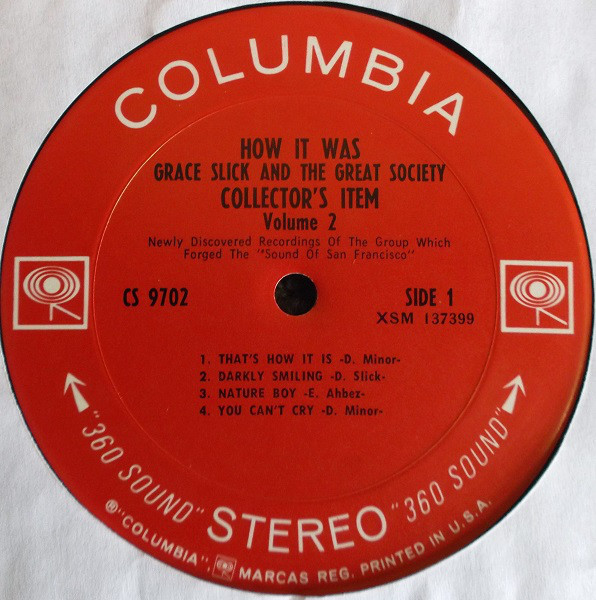 COLUMBIA
HOW IT WAS
GRACE SLICK AND THE GREAT SOCIETY
COLLECTOR'S ITEM
Volume 2
Newly Discovered Recordings Of The Group Which
Forged The "Sound Of San Francisco"
CS 9702
SIDE 1
XSM 137399
1. THAT'S HOW IT IS -D. Minor-
2. DARKLY SMILING -D. Slick-
3. NATURE BOY -E. Ahbez-
4. YOU CAN'T CRY -D. Minor-
"360 SOUND" STEREO "360 SOUND"
®"COLUMBIA", MARCAS REG. PRINTED IN U.S.A.